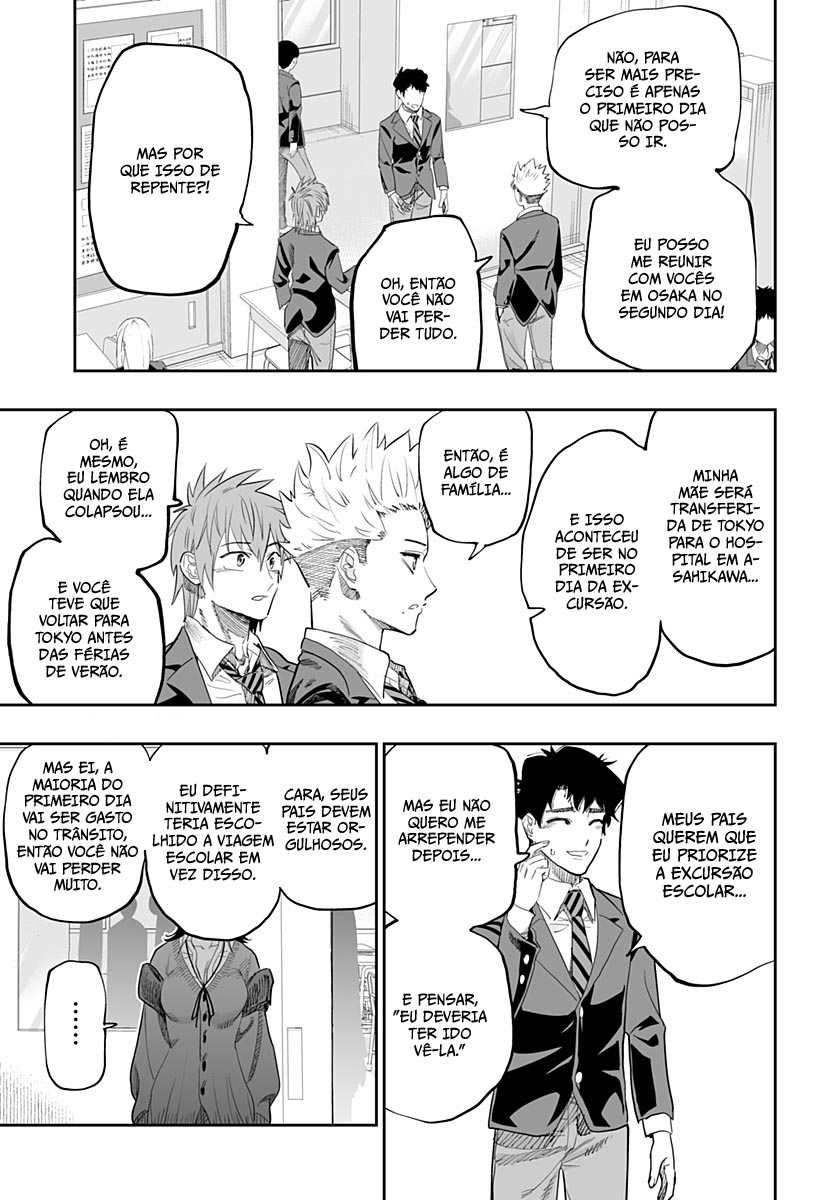 NÃO, PARA
SER MAIS PRE-
CISO É APENAS
O PRIMEIRO DIA
QUE NÃO POS-
SO IR.
EU POSSO
ME REUNIR
COM VOCÊS
EM OSAKA NO
SEGUNDO DIA!
OH, ENTÃO
VOCÊ NÃO
VAI PER-
DER TUDO.
MAS POR
QUE ISSO DE
REPENTE?!
MINHA
MÃE SERÁ
TRANSFERI-
DA DE TOKYO
PARA O HOS-
PITAL EM A-
SAHIKAWA...
E ISSO
ACONTECEU
DE SER NO
PRIMEIRO
DIA DA EX-
CURSÃO.
ENTÃO, É
ALGO DE
FAMÍLIA...
OH, É
MESMO,
EU LEMBRO
QUANDO ELA
COLAPSOU...
E VOCÊ
TEVE QUE
VOLTAR PARA
TOKYO ANTES
DAS FÉRIAS
DE VERÃO.
MEUS PAIS
QUEREM QUE
EU PRIORIZE
A EXCURSÃO
ESCOLAR...
MAS EU NÃO
QUERO ME
ARREPENDER
DEPOIS...
E PENSAR,
"EU DEVERIA
TER IDO
VÊ-LA."
CARA, SEUS
PAIS DEVEM
ESTAR OR-
GULHOSOS.
EU DEFI-
NITIVAMENTE
TERIA ESCO-
LHIDO A VIAGEM
ESCOLAR EM
VEZ DISSO.
MAS EI, A
MAIORIA DO
PRIMEIRO DIA
VAI SER GASTO
NO TRÂNSITO,
ENTÃO VOCÊ NÃO
VAI PERDER
MUITO.
......